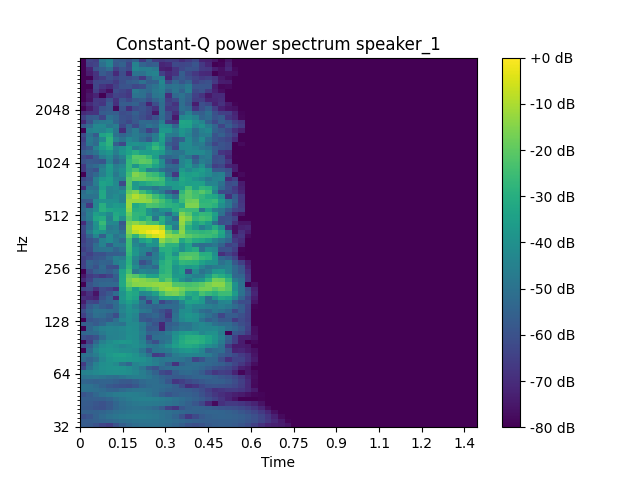 Constant-Q power spectrum speaker_1
Hz
2048
1024
512
256
128
64
32
0 0.15 0.3 0.45 0.6 0.75 0.9 1.1 1.2 1.4
Time
+0 dB
-10 dB
-20 dB
-30 dB
-40 dB
-50 dB
-60 dB
-70 dB
-80 dB